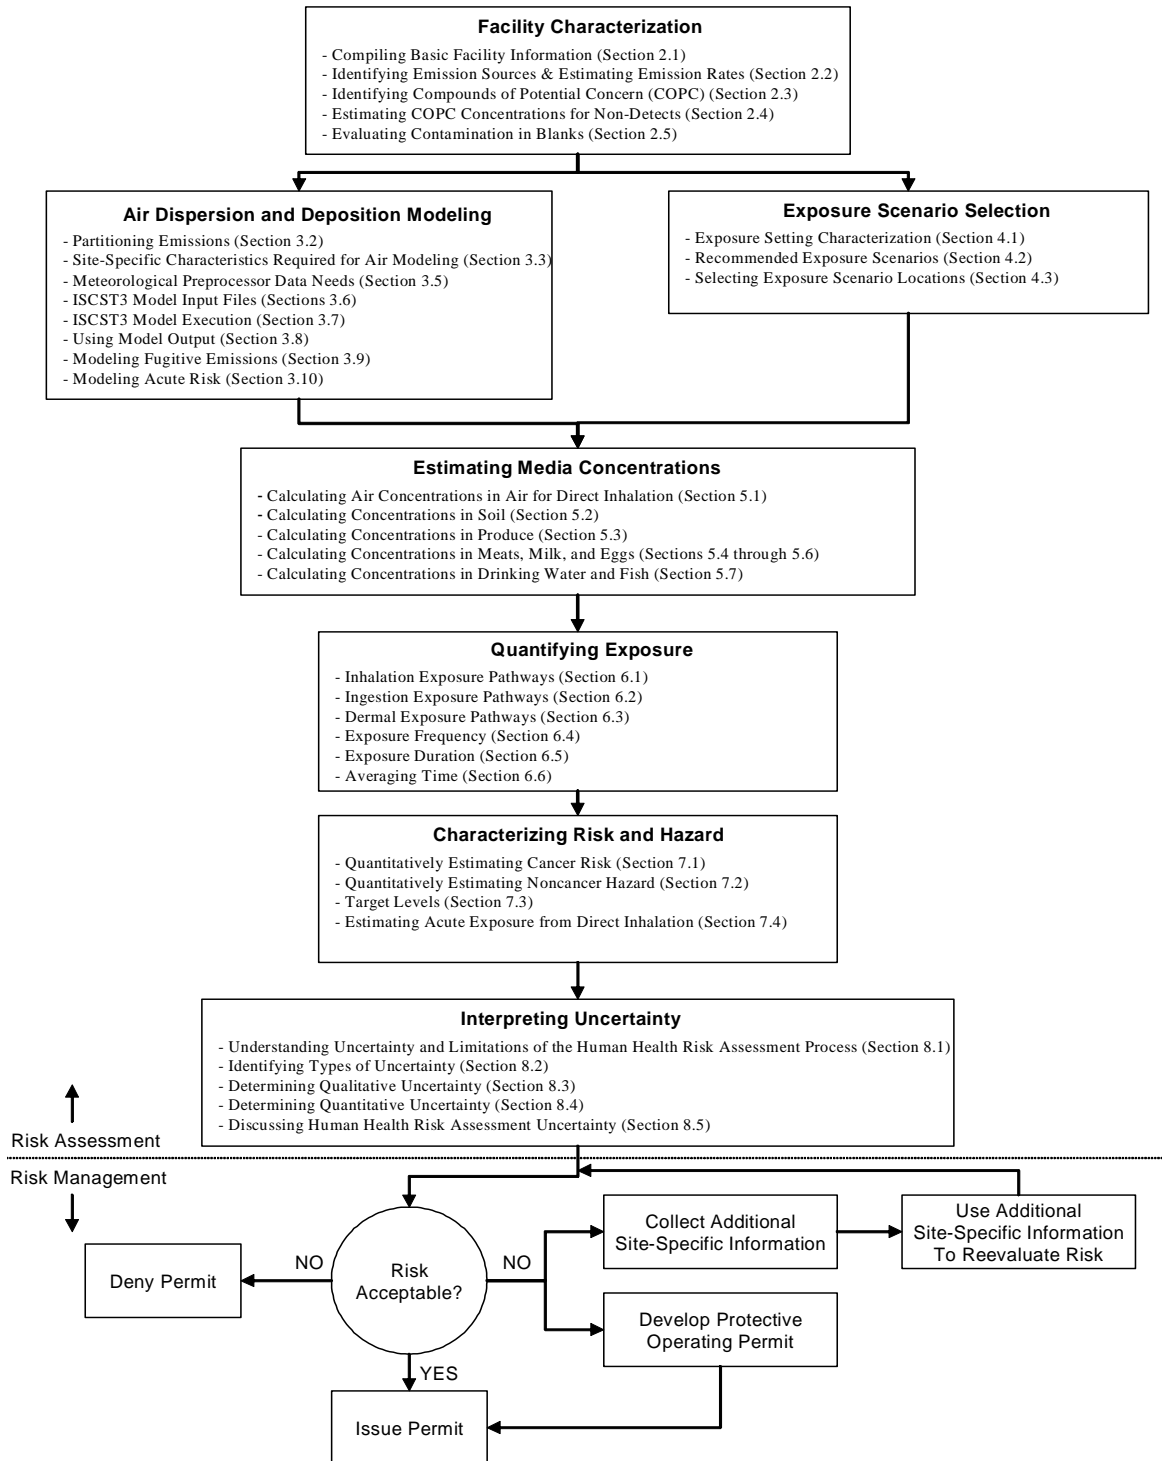 Facility Characterization
- Compiling Basic Facility Information (Section 2.1)
- Identifying Emission Sources & Estimating Emission Rates (Section 2.2)
- Identifying Compounds of Potential Concern (COPC) (Section 2.3)
- Estimating COPC Concentrations for Non-Detects (Section 2.4)
- Evaluating Contamination in Blanks (Section 2.5)
Air Dispersion and Deposition Modeling
- Partitioning Emissions (Section 3.2)
- Site-Specific Characteristics Required for Air Modeling (Section 3.3)
- Meteorological Preprocessor Data Needs (Section 3.5)
- ISCST3 Model Input Files (Sections 3.6)
- ISCST3 Model Execution (Section 3.7)
- Using Model Output (Section 3.8)
- Modeling Fugitive Emissions (Section 3.9)
- Modeling Acute Risk (Section 3.10)
Exposure Scenario Selection
- Exposure Setting Characterization (Section 4.1)
- Recommended Exposure Scenarios (Section 4.2)
- Selecting Exposure Scenario Locations (Section 4.3)
Estimating Media Concentrations
- Calculating Air Concentrations in Air for Direct Inhalation (Section 5.1)
- Calculating Concentrations in Soil (Section 5.2)
- Calculating Concentrations in Produce (Section 5.3)
- Calculating Concentrations in Meats, Milk, and Eggs (Sections 5.4 through 5.6)
- Calculating Concentrations in Drinking Water and Fish (Section 5.7)
Quantifying Exposure
- Inhalation Exposure Pathways (Section 6.1)
- Ingestion Exposure Pathways (Section 6.2)
- Dermal Exposure Pathways (Section 6.3)
- Exposure Frequency (Section 6.4)
- Exposure Duration (Section 6.5)
- Averaging Time (Section 6.6)
Characterizing Risk and Hazard
- Quantitatively Estimating Cancer Risk (Section 7.1)
- Quantitatively Estimating Noncancer Hazard (Section 7.2)
- Target Levels (Section 7.3)
- Estimating Acute Exposure from Direct Inhalation (Section 7.4)
Interpreting Uncertainty
- Understanding Uncertainty and Limitations of the Human Health Risk Assessment Process (Section 8.1)
- Identifying Types of Uncertainty (Section 8.2)
- Determining Qualitative Uncertainty (Section 8.3)
- Determining Quantitative Uncertainty (Section 8.4)
- Discussing Human Health Risk Assessment Uncertainty (Section 8.5)
Risk Assessment
Risk Management
Deny Permit
NO
Risk
Acceptable?
NO
Collect Additional
Site-Specific Information
Use Additional
Site-Specific Information
To Reevaluate Risk
Develop Protective
Operating Permit
YES
Issue Permit